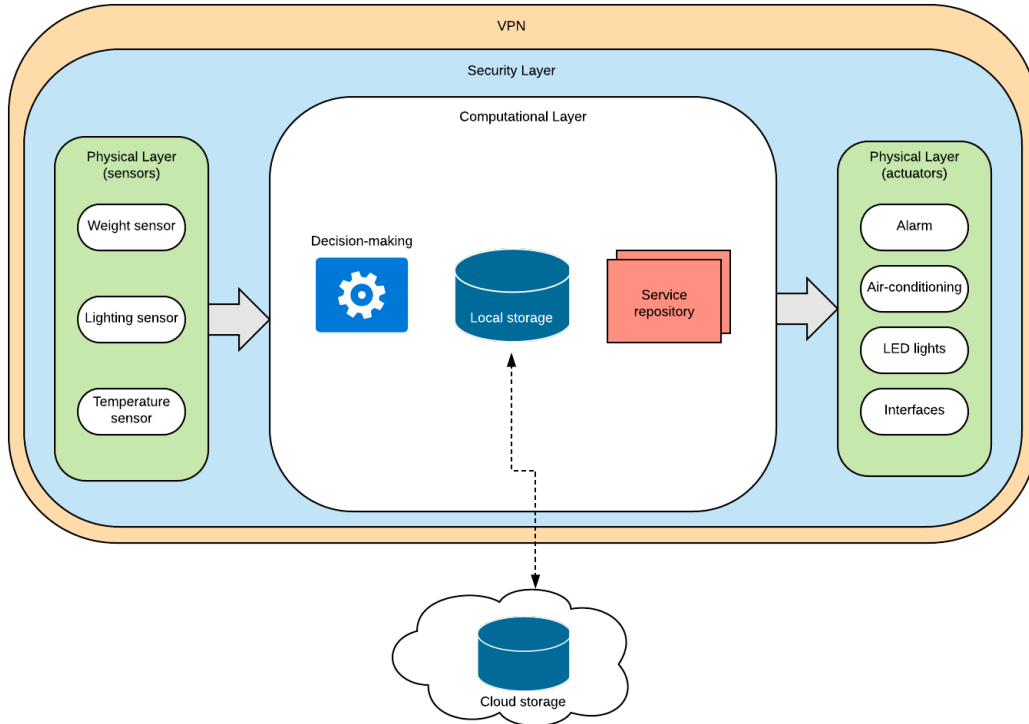 VPN
Security Layer
Computational Layer
Physical Layer
(sensors)
Weight sensor
Lighting sensor
Temperature
sensor
Decision-making
Local storage
Service
repository
Physical Layer
(actuators)
Alarm
Air-conditioning
LED lights
Interfaces
Cloud storage